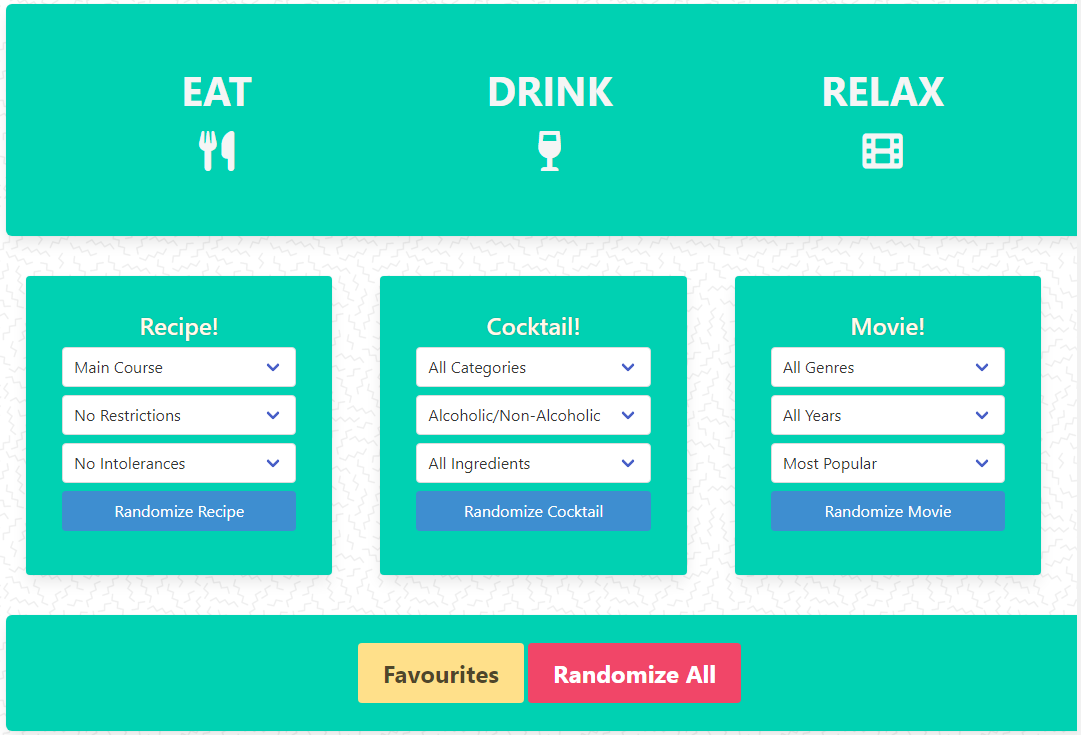 EAT
DRINK
RELAX
Recipe!
Main Course
No Restrictions
No Intolerances
Randomize Recipe
Cocktail!
All Categories
Alcoholic/Non-Alcoholic
All Ingredients
Randomize Cocktail
Movie!
All Genres
All Years
Most Popular
Randomize Movie
Favourites
Randomize All